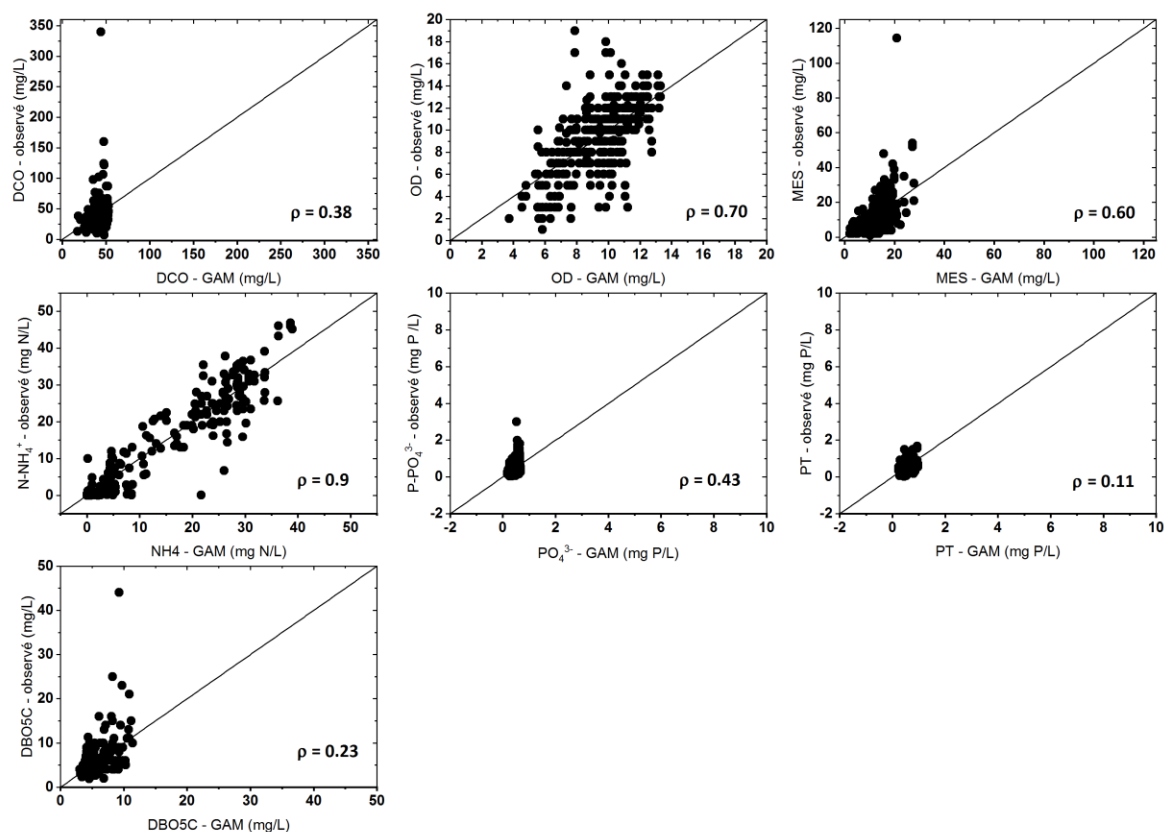 350
300
250
200
150
100
50
0
DCO - observé (mg/L)
0 50 100 150 200 250 300 350
DCO - GAM (mg/L)
ρ = 0.38
20
18
16
14
12
10
8
6
4
2
0
OD - observé (mg/L)
0 2 4 6 8 10 12 14 16 18 20
OD - GAM (mg/L)
ρ = 0.70
120
100
80
60
40
20
0
MES - observé (mg/L)
0 20 40 60 80 100 120
MES - GAM (mg/L)
ρ = 0.60
50
40
30
20
10
0
N-NH₄⁺ - observé (mg N/L)
0 10 20 30 40 50
NH4 - GAM (mg N/L)
ρ = 0.9
10
8
6
4
2
0
-2
P-PO₄³⁻ - observé (mg P /L)
-2 0 2 4 6 8 10
PO₄³⁻ - GAM (mg P/L)
ρ = 0.43
10
8
6
4
2
0
-2
PT - observé (mg P/L)
-2 0 2 4 6 8 10
PT - GAM (mg P/L)
ρ = 0.11
50
40
30
20
10
0
DBO5C - observé (mg/L)
0 10 20 30 40 50
DBO5C - GAM (mg/L)
ρ = 0.23